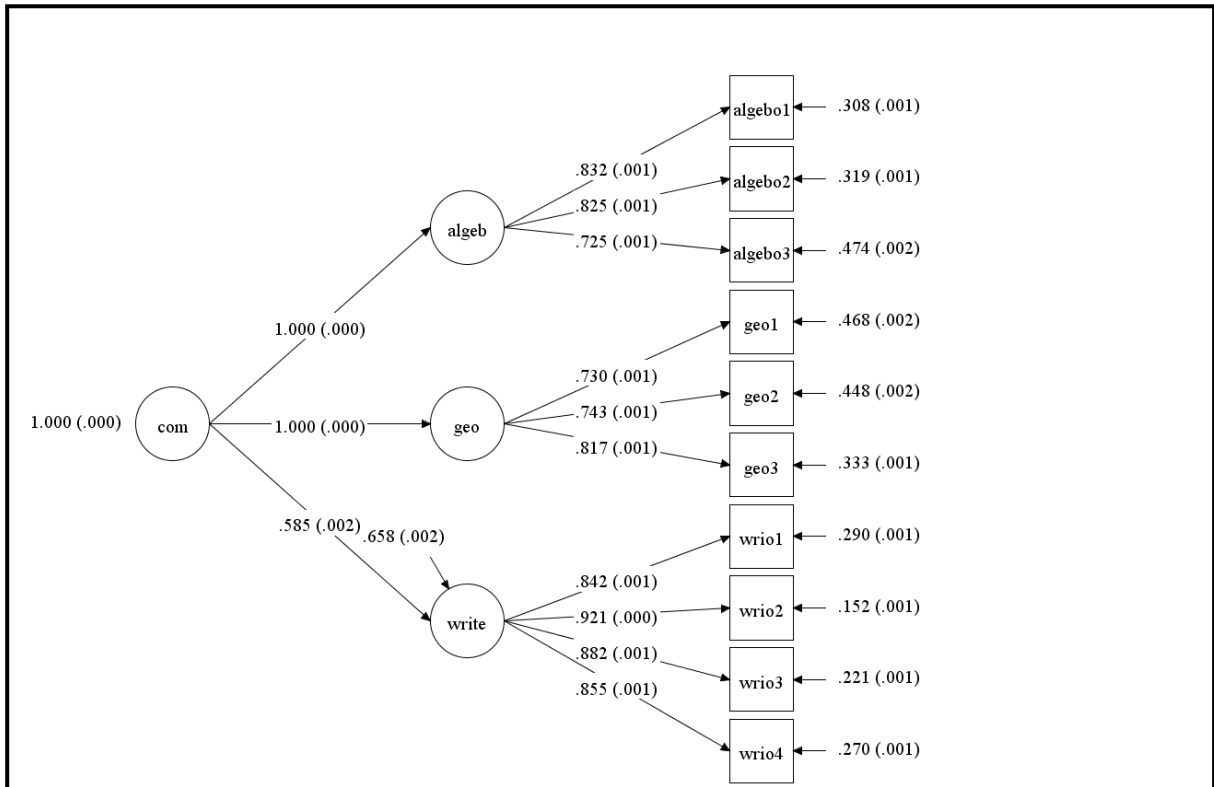 algebo1
.308 (.001)
.832 (.001)
algebo2
.319 (.001)
.825 (.001)
algeb
algebo3
.474 (.002)
.725 (.001)
1.000 (.000)
geo1
.468 (.002)
.730 (.001)
geo2
.448 (.002)
.743 (.001)
1.000 (.000)
com
1.000 (.000)
geo
.817 (.001)
geo3
.333 (.001)
.585 (.002)
.658 (.002)
wrio1
.290 (.001)
.842 (.001)
wrio2
.152 (.001)
.921 (.000)
write
.882 (.001)
wrio3
.221 (.001)
.855 (.001)
wrio4
.270 (.001)